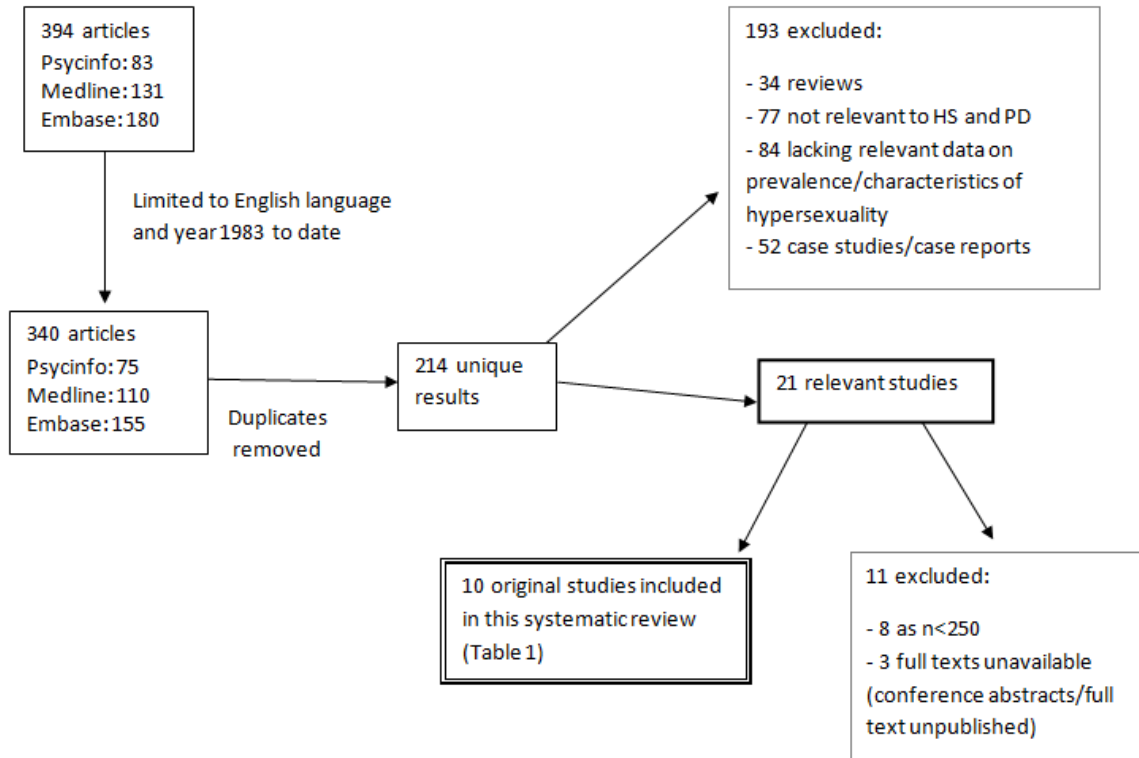 394 articles
Psycinfo: 83
Medline: 131
Embase: 180
Limited to English language
and year 1983 to date
340 articles
Psycinfo: 75
Medline: 110
Embase: 155
Duplicates
removed
214 unique
results
193 excluded:
- 34 reviews
- 77 not relevant to HS and PD
- 84 lacking relevant data on
prevalence/characteristics of
hypersexuality
- 52 case studies/case reports
21 relevant studies
10 original studies included
in this systematic review
(Table 1)
11 excluded:
- 8 as n<250
- 3 full texts unavailable
(conference abstracts/full
text unpublished)